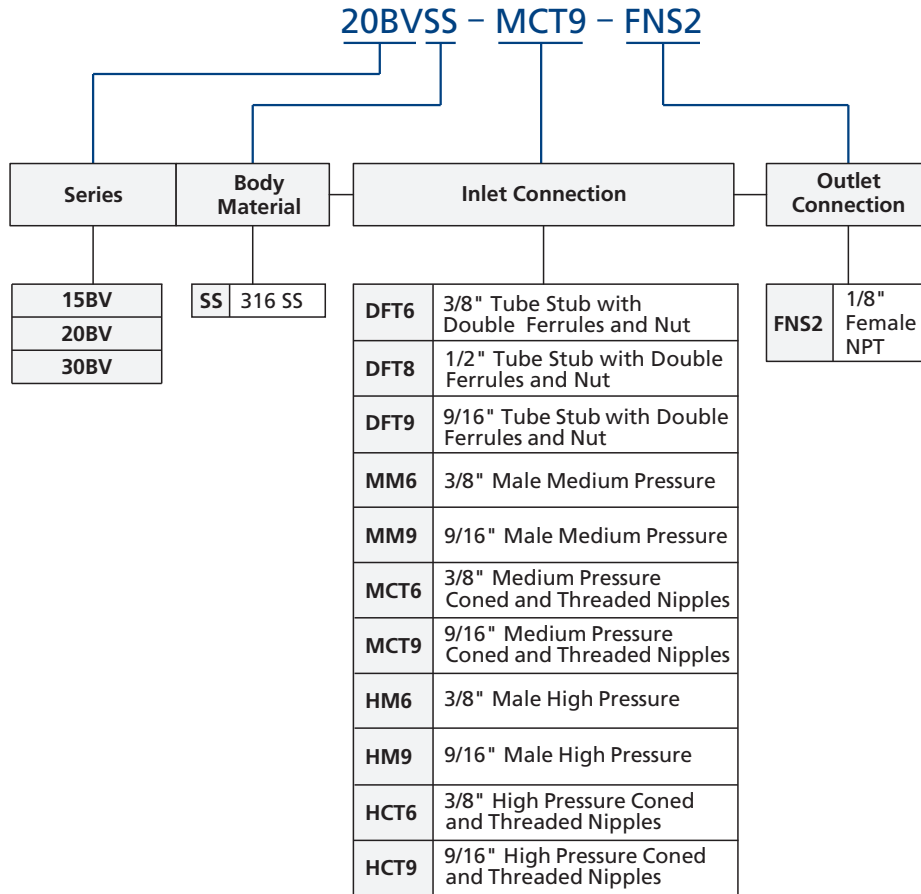 20BVSS – MCT9 – FNS2
Series
Body
Material
Inlet Connection
Outlet
Connection
15BV
20BV
30BV
SS 316 SS
DFT6 3/8" Tube Stub with
Double Ferrules and Nut
DFT8 1/2" Tube Stub with Double
Ferrules and Nut
DFT9 9/16" Tube Stub with Double
Ferrules and Nut
MM6 3/8" Male Medium Pressure
MM9 9/16" Male Medium Pressure
MCT6 3/8" Medium Pressure
Coned and Threaded Nipples
MCT9 9/16" Medium Pressure
Coned and Threaded Nipples
HM6 3/8" Male High Pressure
HM9 9/16" Male High Pressure
HCT6 3/8" High Pressure Coned
and Threaded Nipples
HCT9 9/16" High Pressure Coned
and Threaded Nipples
FNS2 1/8"
Female
NPT